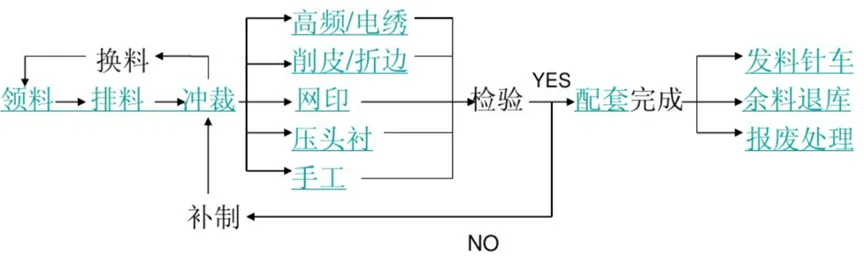 高频/电绣
换料
削皮/折边
发料针车
YES
领料 排料 冲裁 网印 检验 配套完成 余料退库
压头衬
报废处理
手工
补制
NO